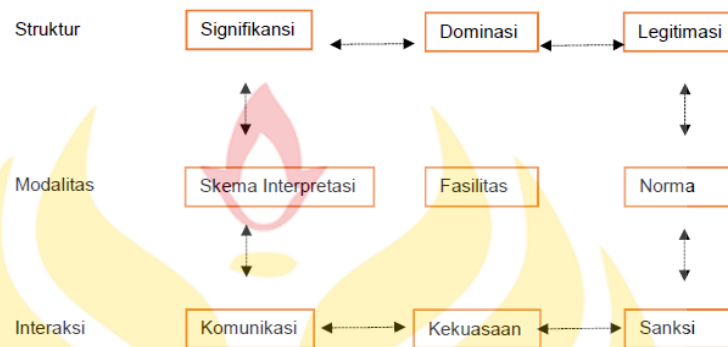 Struktur Signifikansi Dominasi Legitimasi
Modalitas Skema Interpretasi Fasilitas Norma
Interaksi Komunikasi Kekuasaan Sanksi